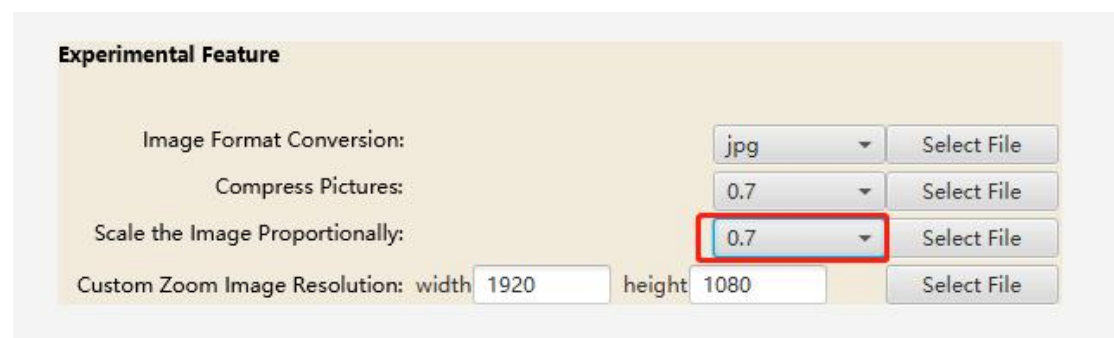 Experimental Feature
Image Format Conversion: jpg Select File
Compress Pictures: 0.7 Select File
Scale the Image Proportionally: 0.7 Select File
Custom Zoom Image Resolution: width 1920 height 1080 Select File